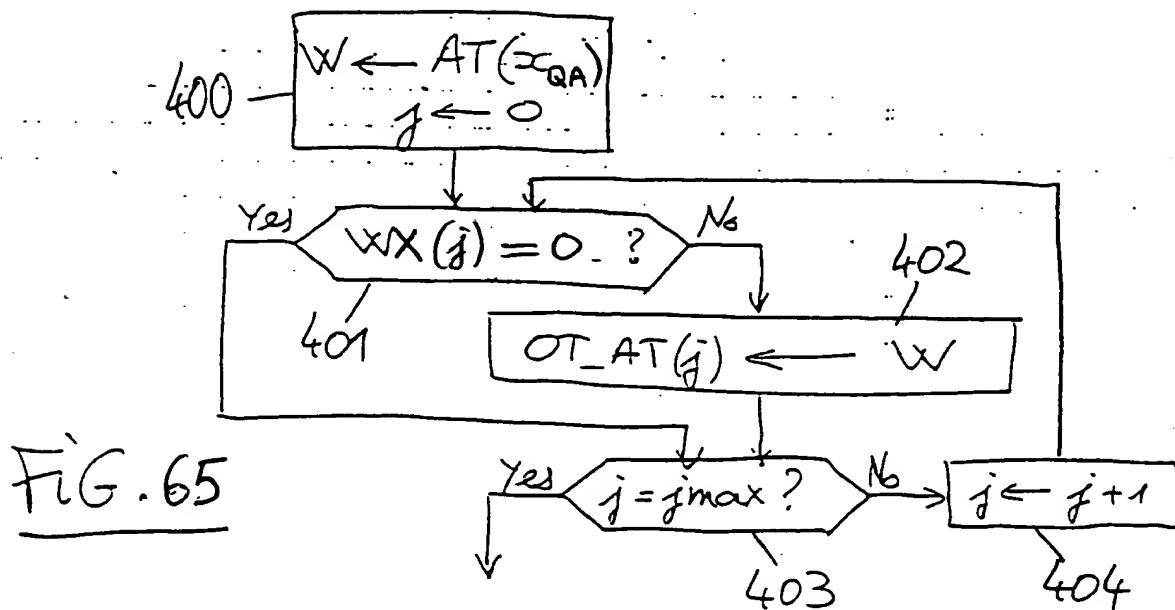 W ← AT(x_QA)
400
j ← 0
Yes
WX(j) = 0 ?
No
401
402
OT_AT(j) ← W
FiG. 65
Yes
j = jmax ?
No
j ← j+1
403
404